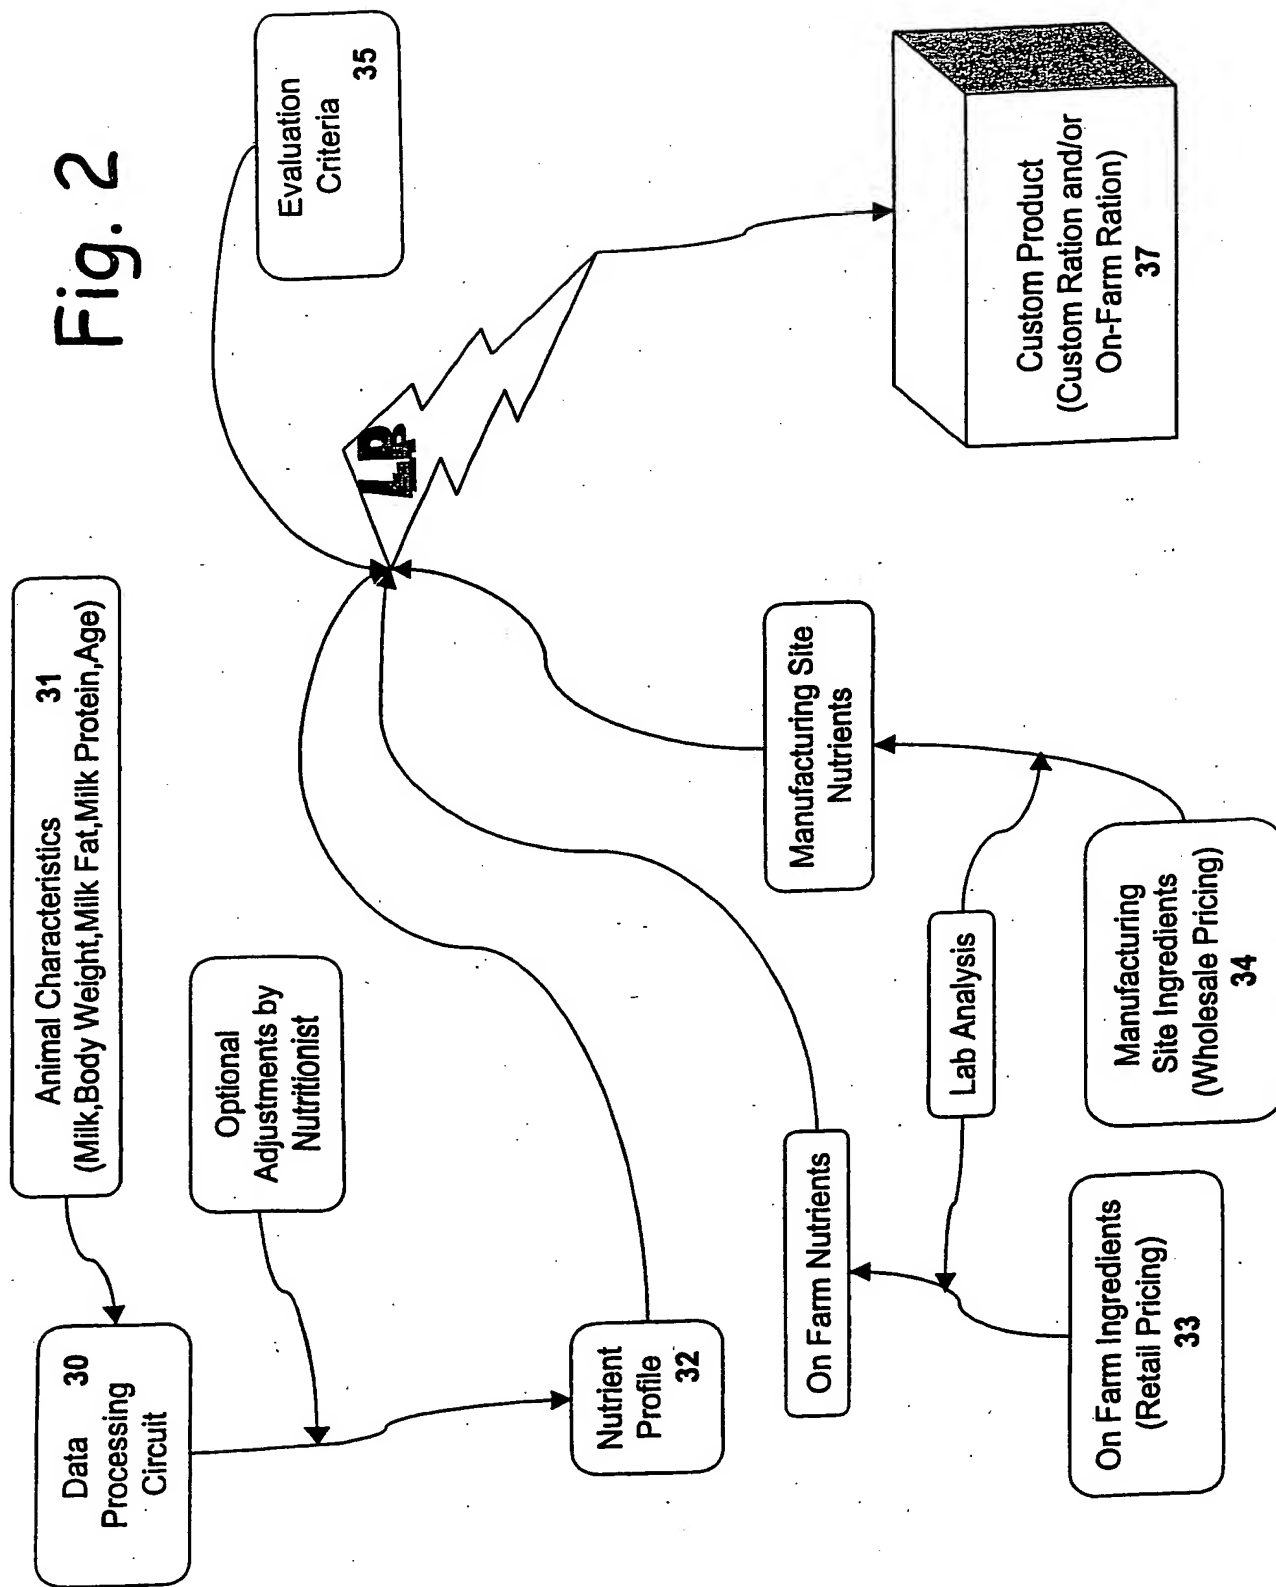 Fig. 2
Data 30
Processing
Circuit
Animal Characteristics 31
(Milk,Body Weight,Milk Fat,Milk Protein,Age)
Optional
Adjustments by
Nutritionist
Evaluation
Criteria 35
LP
Nutrient
Profile
32
On Farm Nutrients
Manufacturing Site
Nutrients
Lab Analysis
On Farm Ingredients
(Retail Pricing)
33
Manufacturing
Site Ingredients
(Wholesale Pricing)
34
Custom Product
(Custom Ration and/or
On-Farm Ration)
37